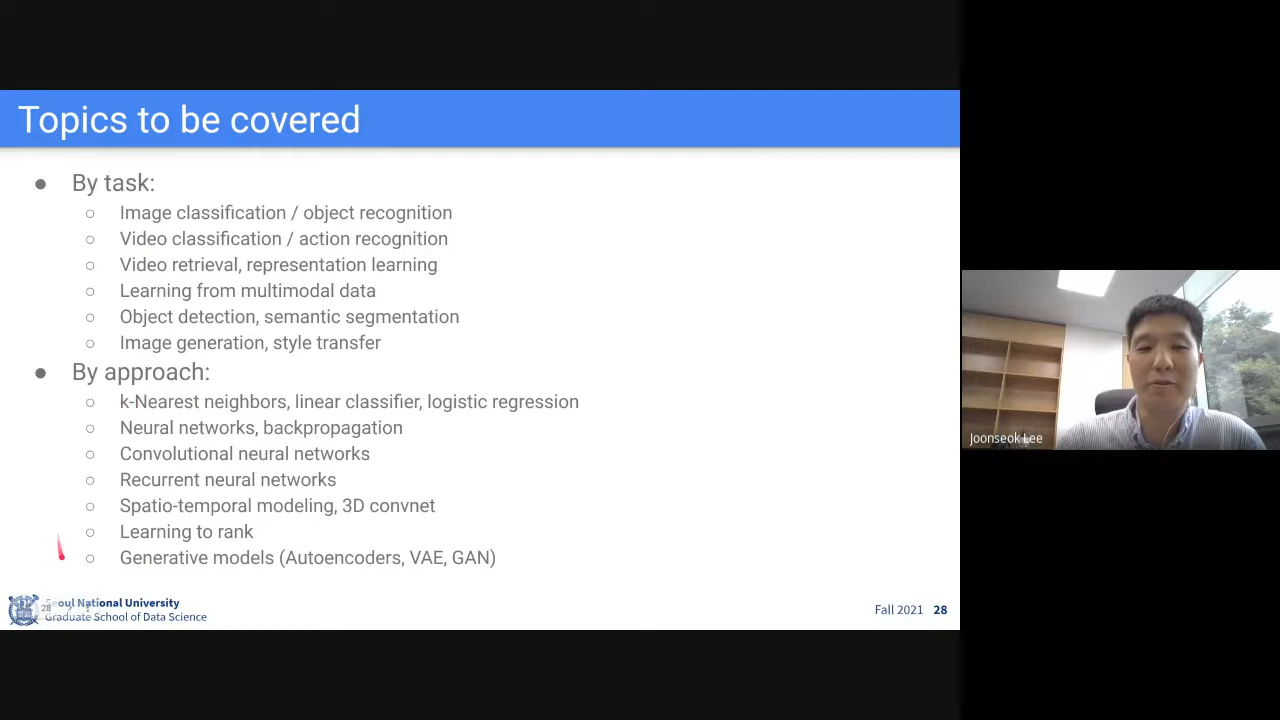 Topics to be covered
● By task:
○ Image classification / object recognition
○ Video classification / action recognition
○ Video retrieval, representation learning
○ Learning from multimodal data
○ Object detection, semantic segmentation
○ Image generation, style transfer
● By approach:
○ k-Nearest neighbors, linear classifier, logistic regression
○ Neural networks, backpropagation
○ Convolutional neural networks
○ Recurrent neural networks
○ Spatio-temporal modeling, 3D convnet
○ Learning to rank
○ Generative models (Autoencoders, VAE, GAN)
Seoul National University
Graduate School of Data Science
28
Fall 2021 28
Joonseok Lee